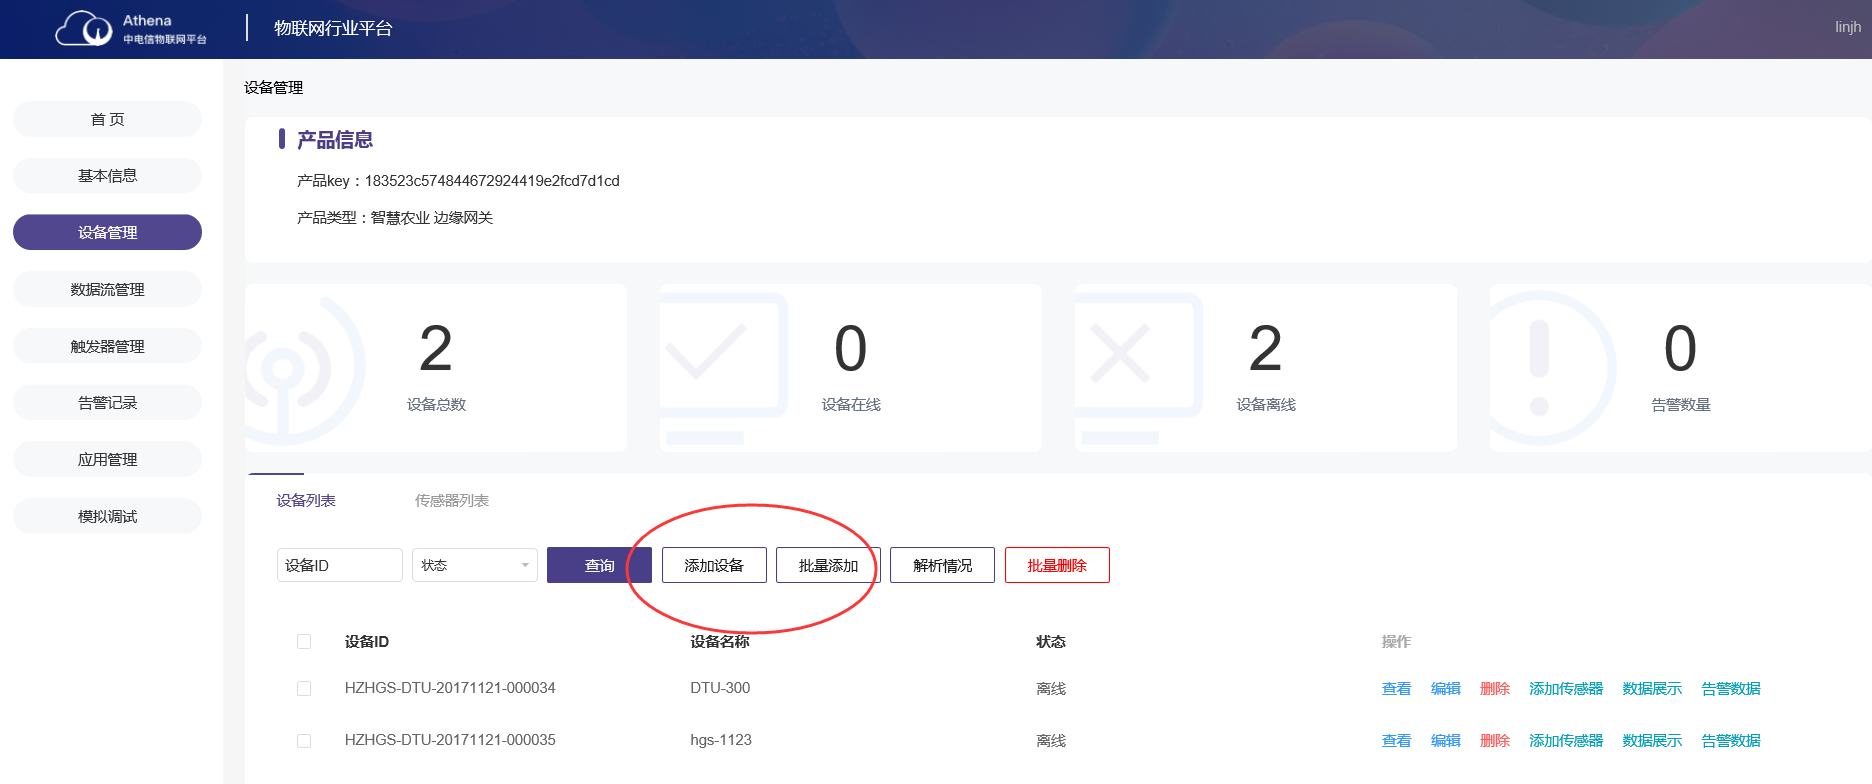 Athena
中电信物联网平台
物联网行业平台
linjh
首 页
基本信息
设备管理
数据流管理
触发器管理
告警记录
应用管理
模拟调试
设备管理
产品信息
产品key：183523c574844672924419e2fcd7d1cd
产品类型：智慧农业 边缘网关
2
设备总数
0
设备在线
2
设备离线
0
告警数量
设备列表 传感器列表
设备ID 状态 查询 添加设备 批量添加 解析情况 批量删除
设备ID 设备名称 状态 操作
HZHGS-DTU-20171121-000034 DTU-300 离线 查看 编辑 删除 添加传感器 数据展示 告警数据
HZHGS-DTU-20171121-000035 hgs-1123 离线 查看 编辑 删除 添加传感器 数据展示 告警数据